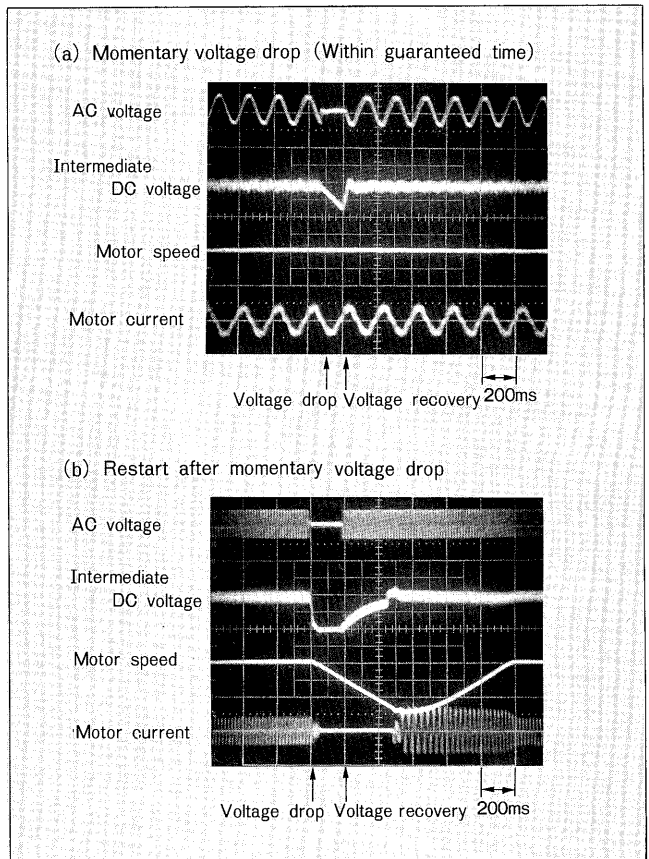 (a) Momentary voltage drop (Within guaranteed time)
AC voltage
Intermediate
DC voltage
Motor speed
Motor current
Voltage drop Voltage recovery 200ms
(b) Restart after momentary voltage drop
AC voltage
Intermediate
DC voltage
Motor speed
Motor current
Voltage drop Voltage recovery 200ms